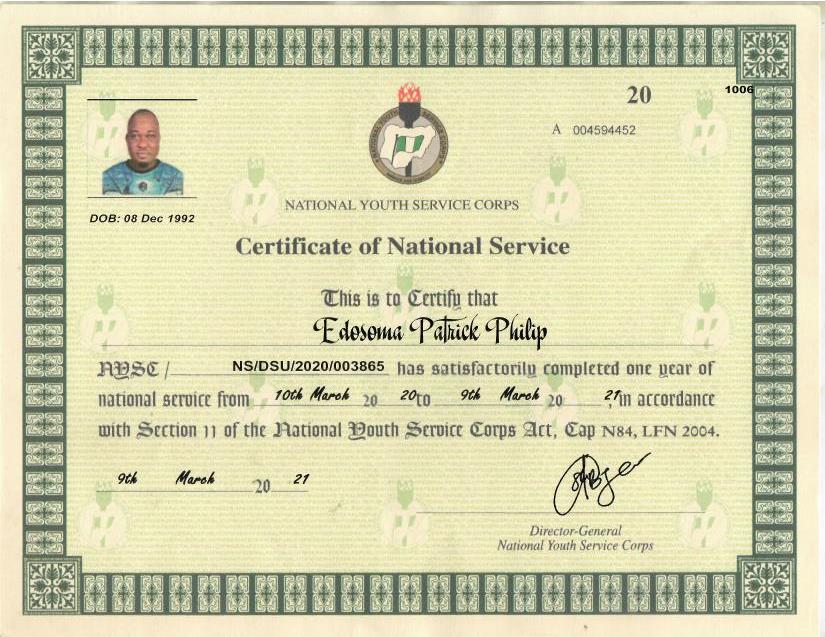 20
1006
A 004594452
DOB: 08 Dec 1992
NATIONAL YOUTH SERVICE CORPS
Certificate of National Service
This is to Certify that
Edosoma Patrick Philip
NYSC / NS/DSU/2020/003865 has satisfactorily completed one year of
national service from 10th March 20 20 to 9th March 20 21, in accordance
with Section 11 of the National Youth Service Corps Act, Cap N84, LFN 2004.
9th March 20 21
Director-General
National Youth Service Corps